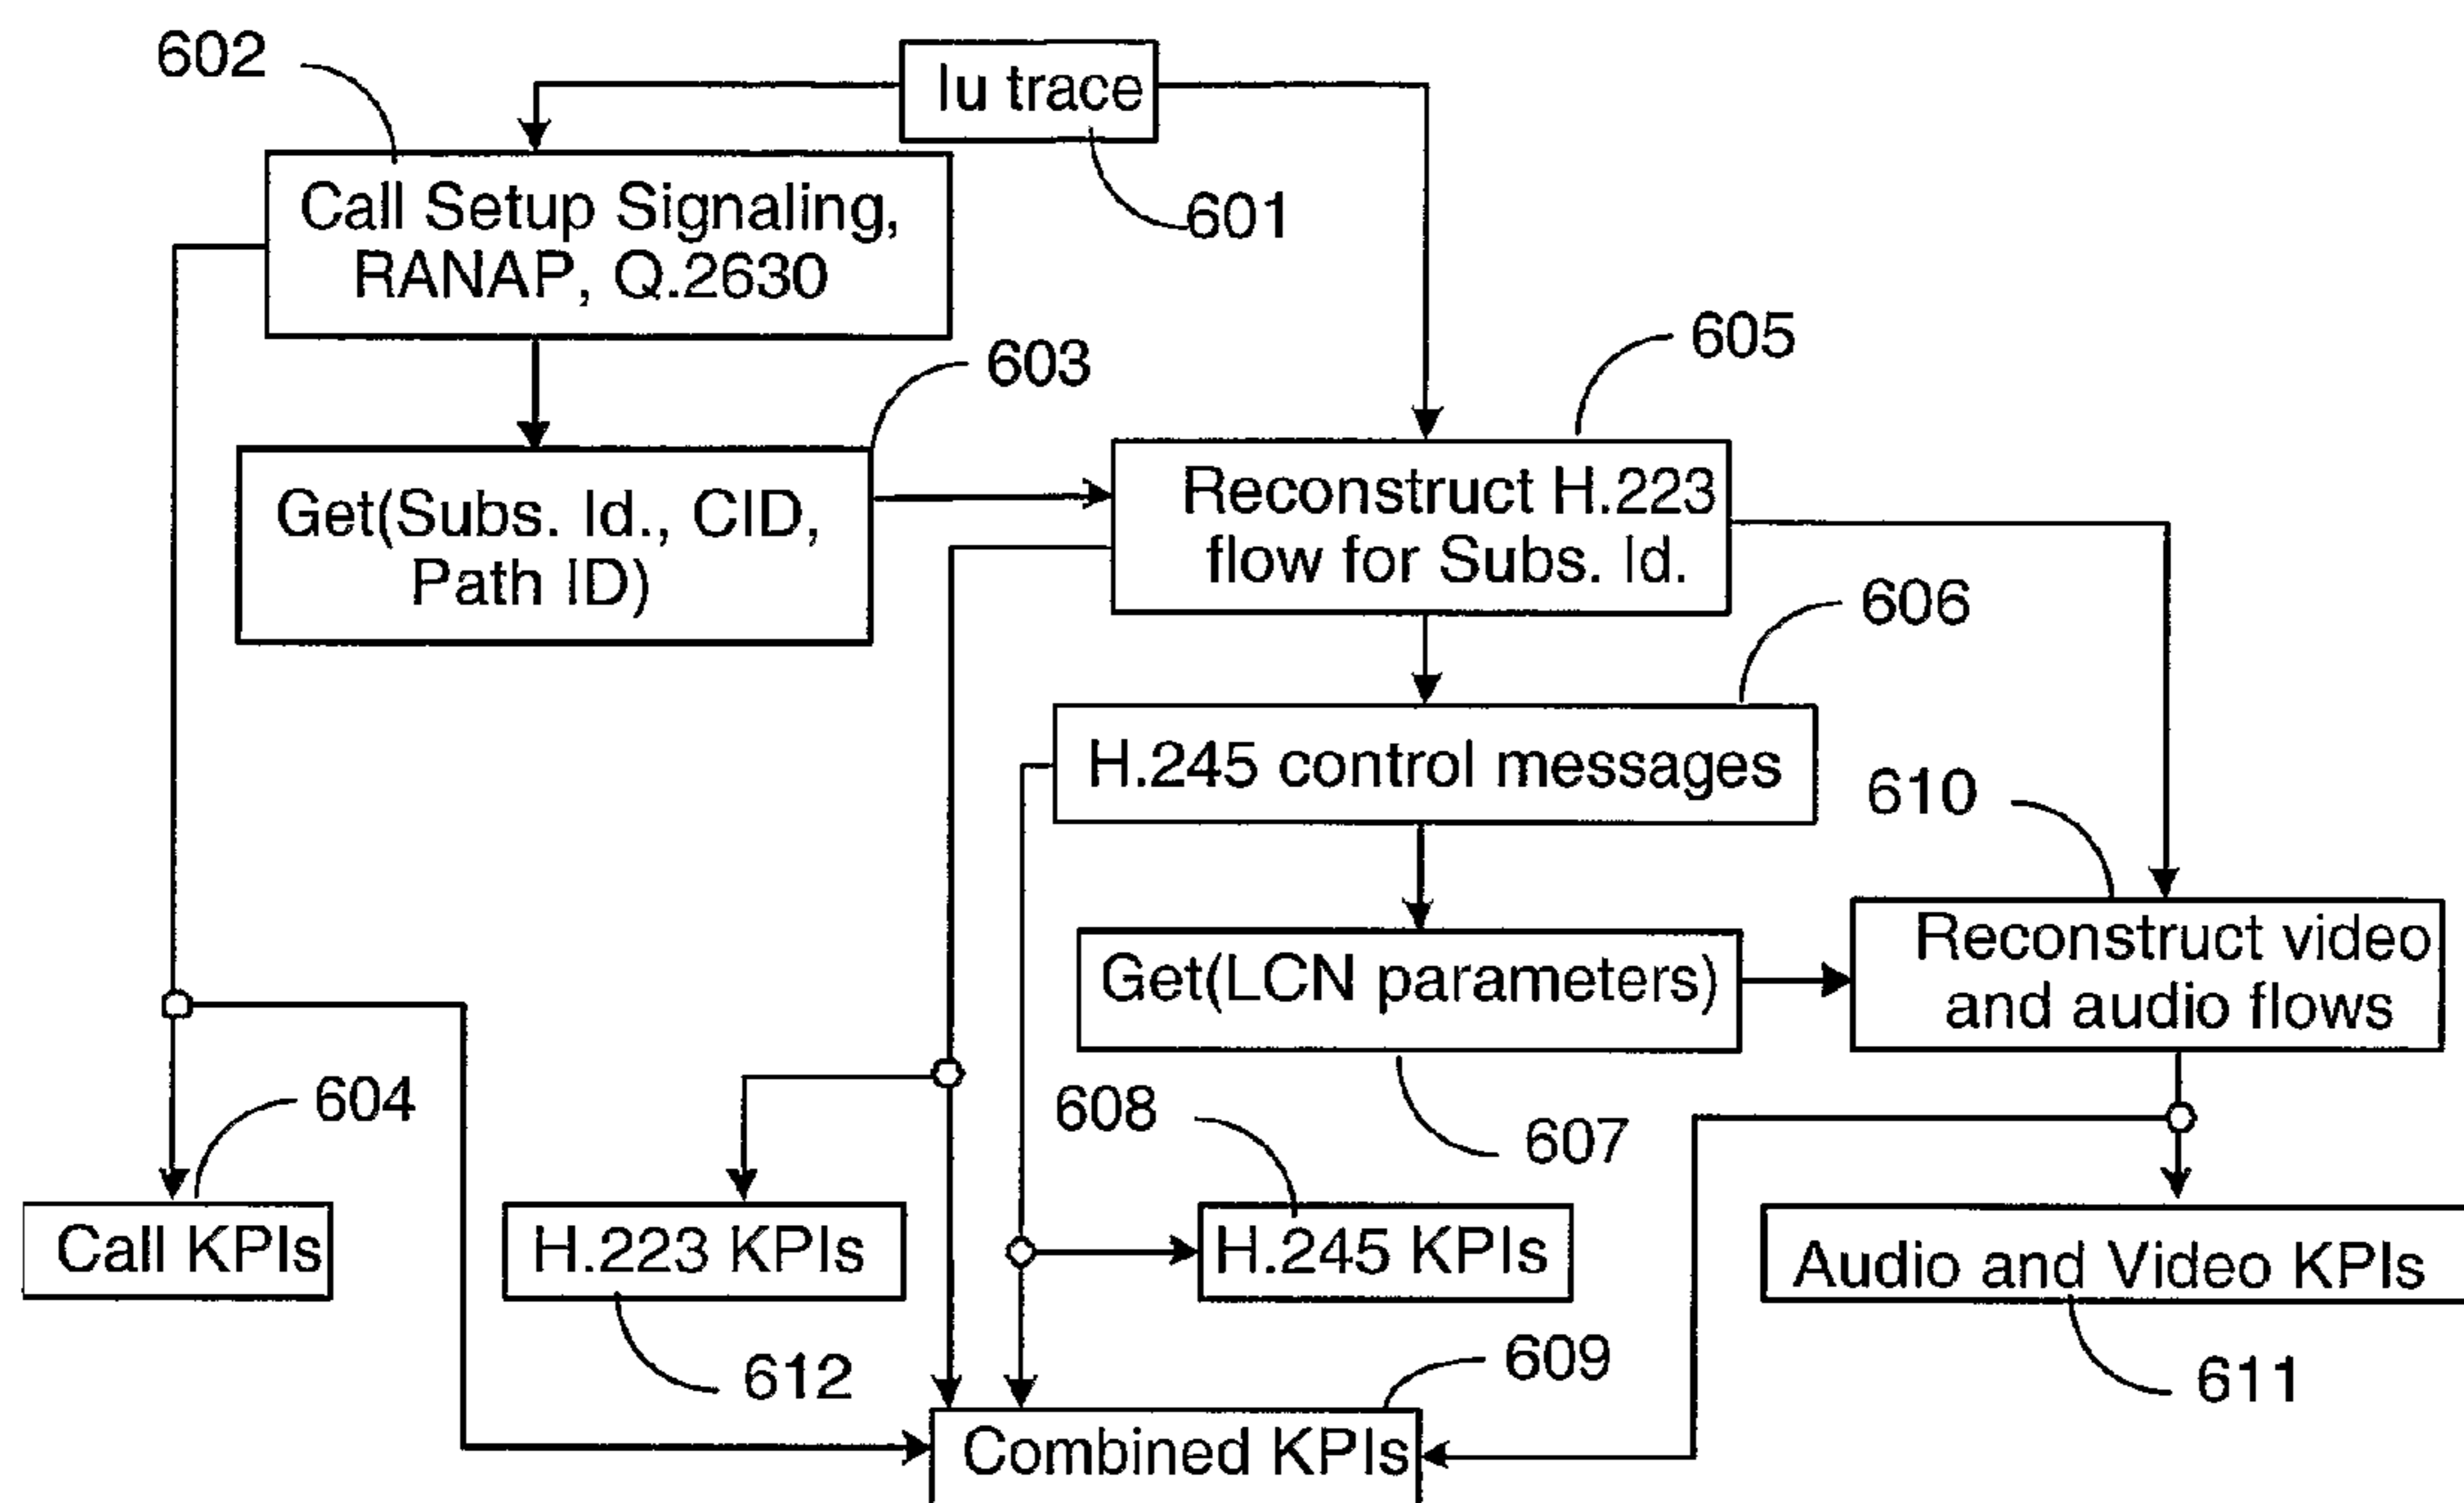 602
Iu trace
601
Call Setup Signaling,
RANAP, Q.2630
603
605
Get(Subs. Id., CID,
Path ID)
Reconstruct H.223
flow for Subs. Id.
606
H.245 control messages
610
Get(LCN parameters)
Reconstruct video
and audio flows
604
608
607
Call KPIs
H.223 KPIs
H.245 KPIs
Audio and Video KPIs
612
609
611
Combined KPIs